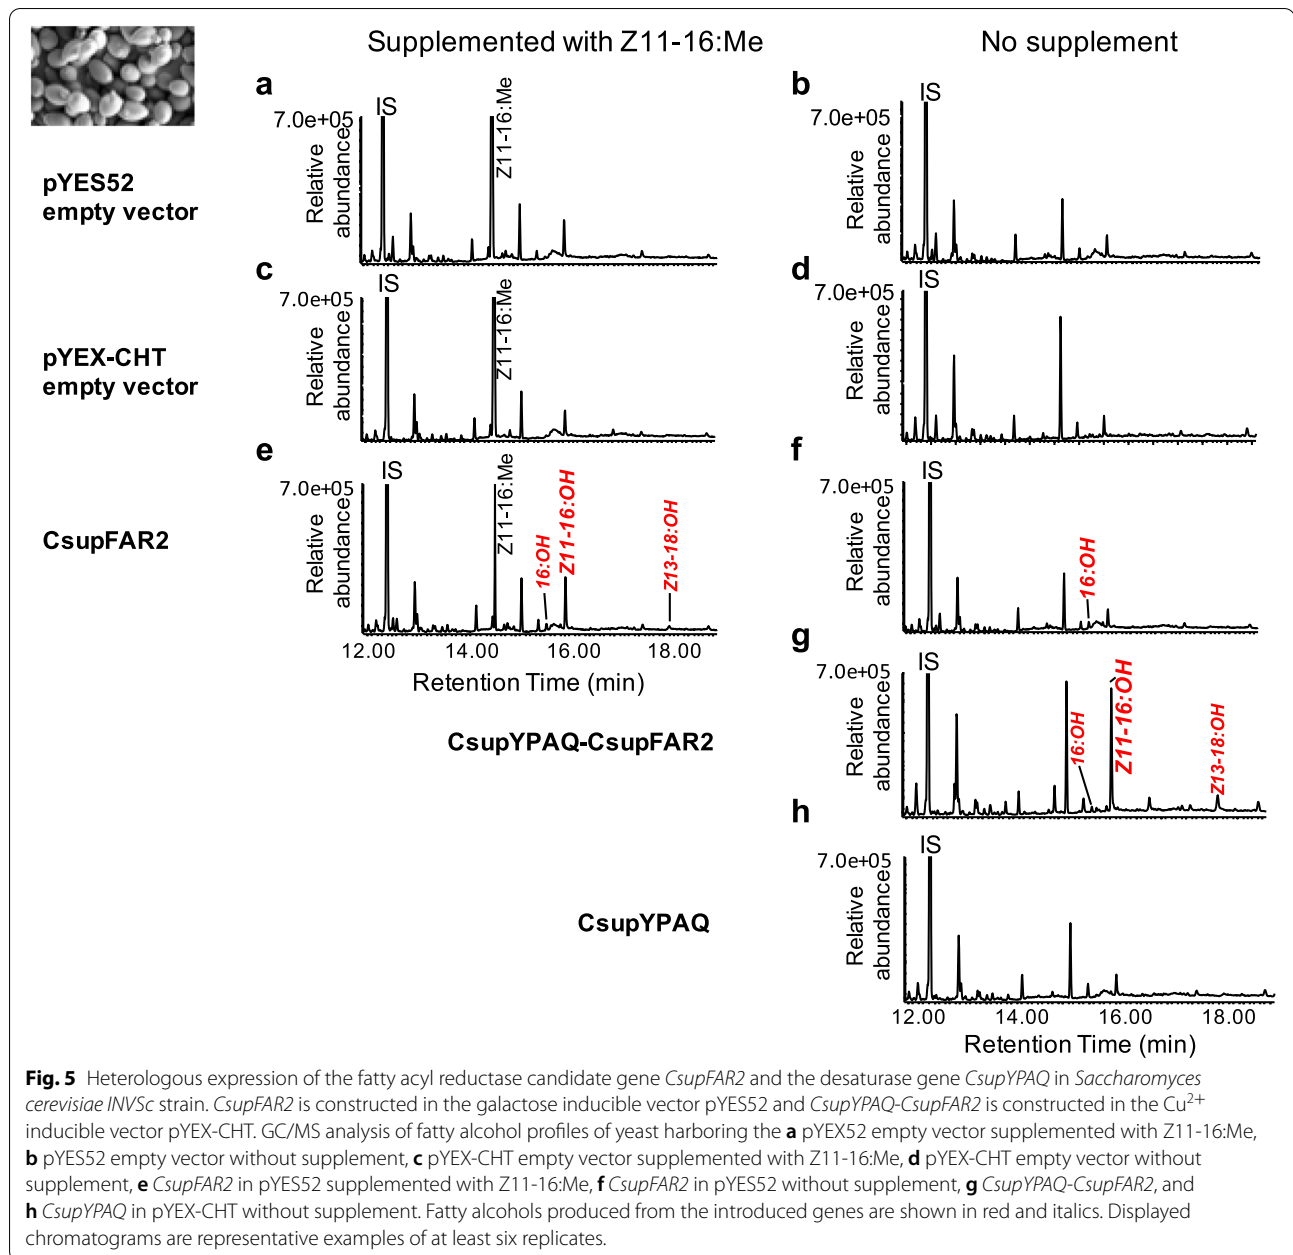 Supplemented with Z11-16:Me
No supplement
a
7.0e+05
IS
Z11-16:Me
Relative
abundance
b
7.0e+05
IS
Relative
abundance
pYES52
empty vector
c
7.0e+05
IS
Z11-16:Me
Relative
abundance
d
7.0e+05
IS
Relative
abundance
pYEX-CHT
empty vector
e
7.0e+05
IS
Z11-16:Me
16:OH
Z11-16:OH
Z13-18:OH
Relative
abundance
12.00 14.00 16.00 18.00
Retention Time (min)
f
7.0e+05
IS
16:OH
Relative
abundance
CsupFAR2
g
7.0e+05
IS
16:OH
Z11-16:OH
Z13-18:OH
Relative
abundance
CsupYPAQ-CsupFAR2
h
7.0e+05
IS
Relative
abundance
CsupYPAQ
12.00 14.00 16.00 18.00
Retention Time (min)
Fig. 5 Heterologous expression of the fatty acyl reductase candidate gene CsupFAR2 and the desaturase gene CsupYPAQ in Saccharomyces
cerevisiae INVSc strain. CsupFAR2 is constructed in the galactose inducible vector pYES52 and CsupYPAQ-CsupFAR2 is constructed in the Cu²⁺
inducible vector pYEX-CHT. GC/MS analysis of fatty alcohol profiles of yeast harboring the a pYEX52 empty vector supplemented with Z11-16:Me,
b pYES52 empty vector without supplement, c pYEX-CHT empty vector supplemented with Z11-16:Me, d pYEX-CHT empty vector without
supplement, e CsupFAR2 in pYES52 supplemented with Z11-16:Me, f CsupFAR2 in pYES52 without supplement, g CsupYPAQ-CsupFAR2, and
h CsupYPAQ in pYEX-CHT without supplement. Fatty alcohols produced from the introduced genes are shown in red and italics. Displayed
chromatograms are representative examples of at least six replicates.